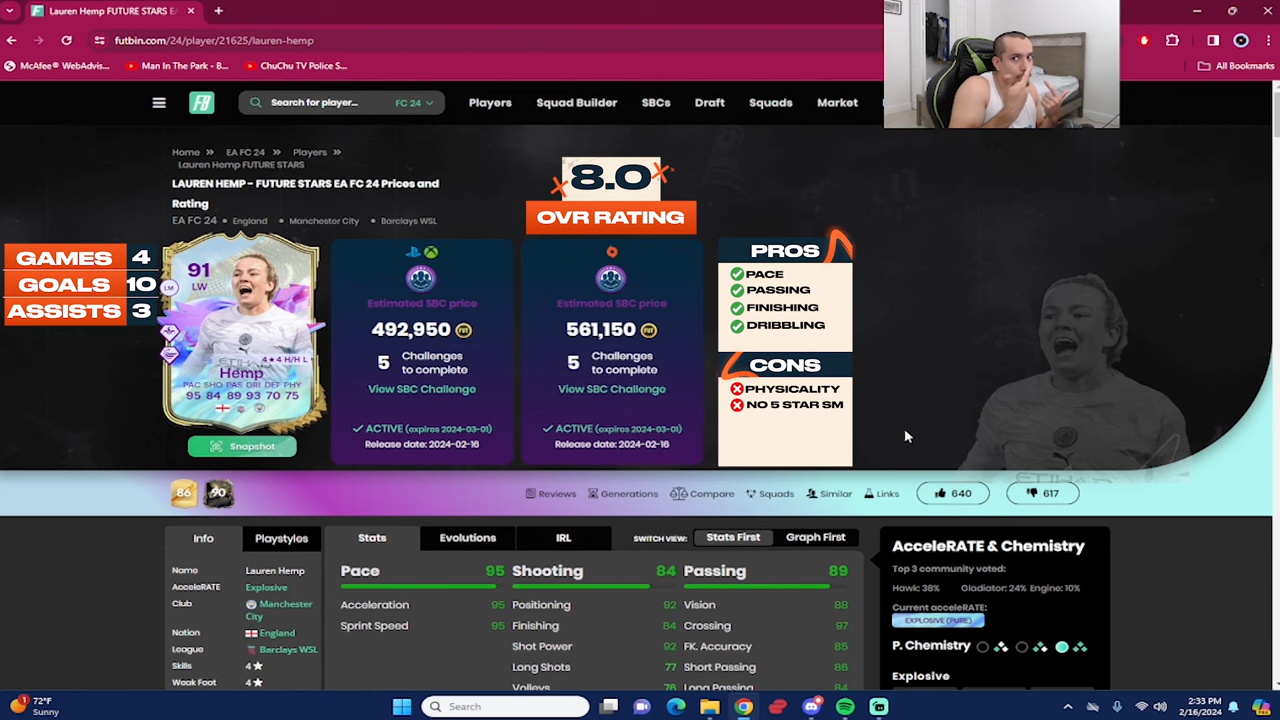 Lauren Hemp FUTURE STARS EA
futbin.com/24/player/21625/lauren-hemp
McAfee® WebAdvis...
Man In The Park - B...
ChuChu TV Police S...
All Bookmarks
Search for player...
FC 24
Players
Squad Builder
SBCs
Draft
Squads
Market
Home
EA FC 24
Players
Lauren Hemp FUTURE STARS
LAUREN HEMP - FUTURE STARS EA FC 24 Prices and
Rating
EA FC 24 • England • Manchester City • Barclays WSL
8.0
OVR RATING
GAMES 4
GOALS 10
ASSISTS 3
91
LW
LM
ETIHAD
4★4★ H/H L
Hemp
PAC SHO PAS DRI DEF PHY
95 84 89 93 70 75
Snapshot
Estimated SBC price
492,950
5 Challenges
to complete
View SBC Challenge
ACTIVE (expires 2024-03-01)
Release date: 2024-02-16
Estimated SBC price
561,150
5 Challenges
to complete
View SBC Challenge
ACTIVE (expires 2024-03-01)
Release date: 2024-02-16
PROS
PACE
PASSING
FINISHING
DRIBBLING
CONS
PHYSICALITY
NO 5 STAR SM
86
90
Reviews
Generations
Compare
Squads
Similar
Links
640
617
Info
Playstyles
Name Lauren Hemp
AcceleRATE Explosive
Club Manchester
City
Nation England
League Barclays WSL
Skills 4★
Weak Foot 4★
Stats
Evolutions
IRL
SWITCH VIEW:
Stats First
Graph First
Pace 95
Acceleration 95
Sprint Speed 95
Shooting 84
Positioning 92
Finishing 84
Shot Power 92
Long Shots 77
Volleys 76
Passing 89
Vision 88
Crossing 97
FK. Accuracy 85
Short Passing 86
Long Passing 84
AcceleRATE & Chemistry
Top 3 community voted:
Hawk: 38% Gladiator: 24% Engine: 10%
Current acceleRATE:
EXPLOSIVE (PURE)
P. Chemistry
Explosive
72°F
Sunny
Search
2:33 PM
2/16/2024